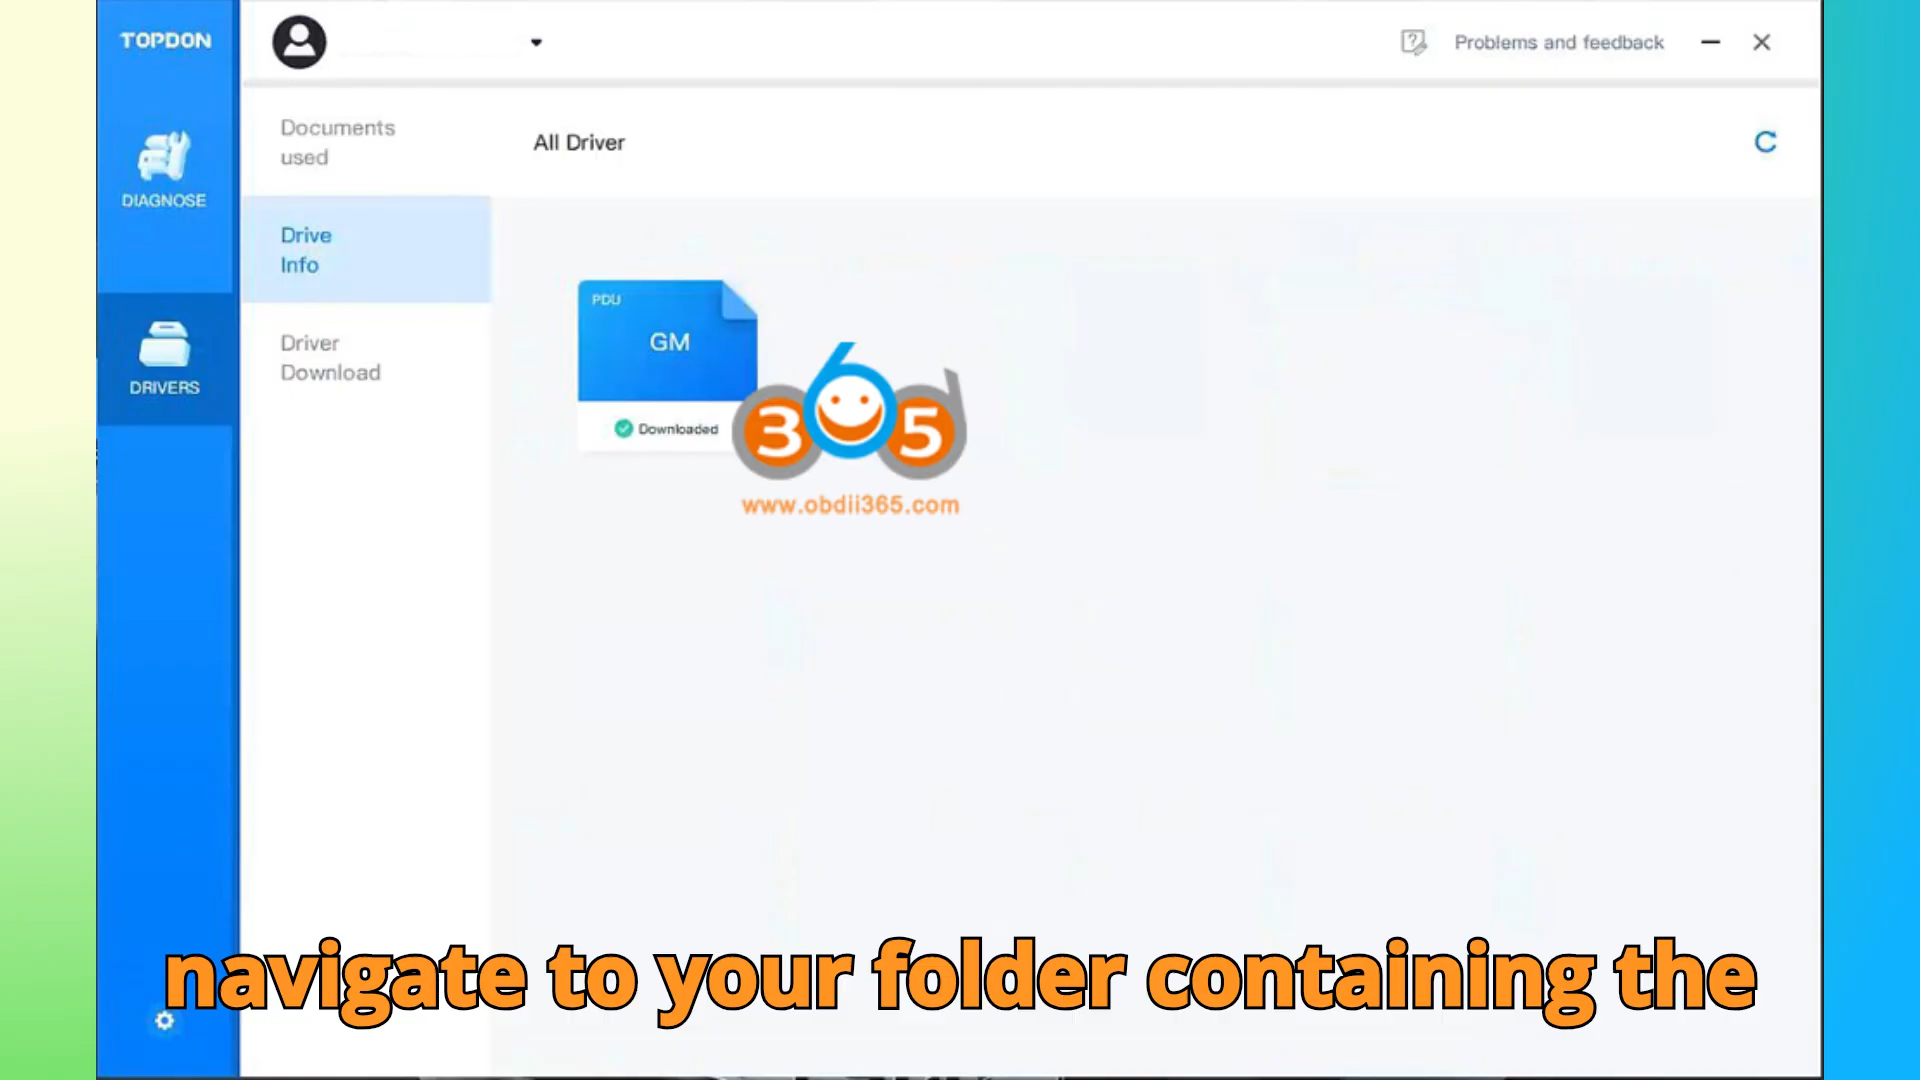 TOPDON
Problems and feedback
DIAGNOSE
DRIVERS
Documents
used
Drive
Info
Driver
Download
All Driver
PDU
GM
Downloaded
365
www.obdii365.com
navigate to your folder containing the